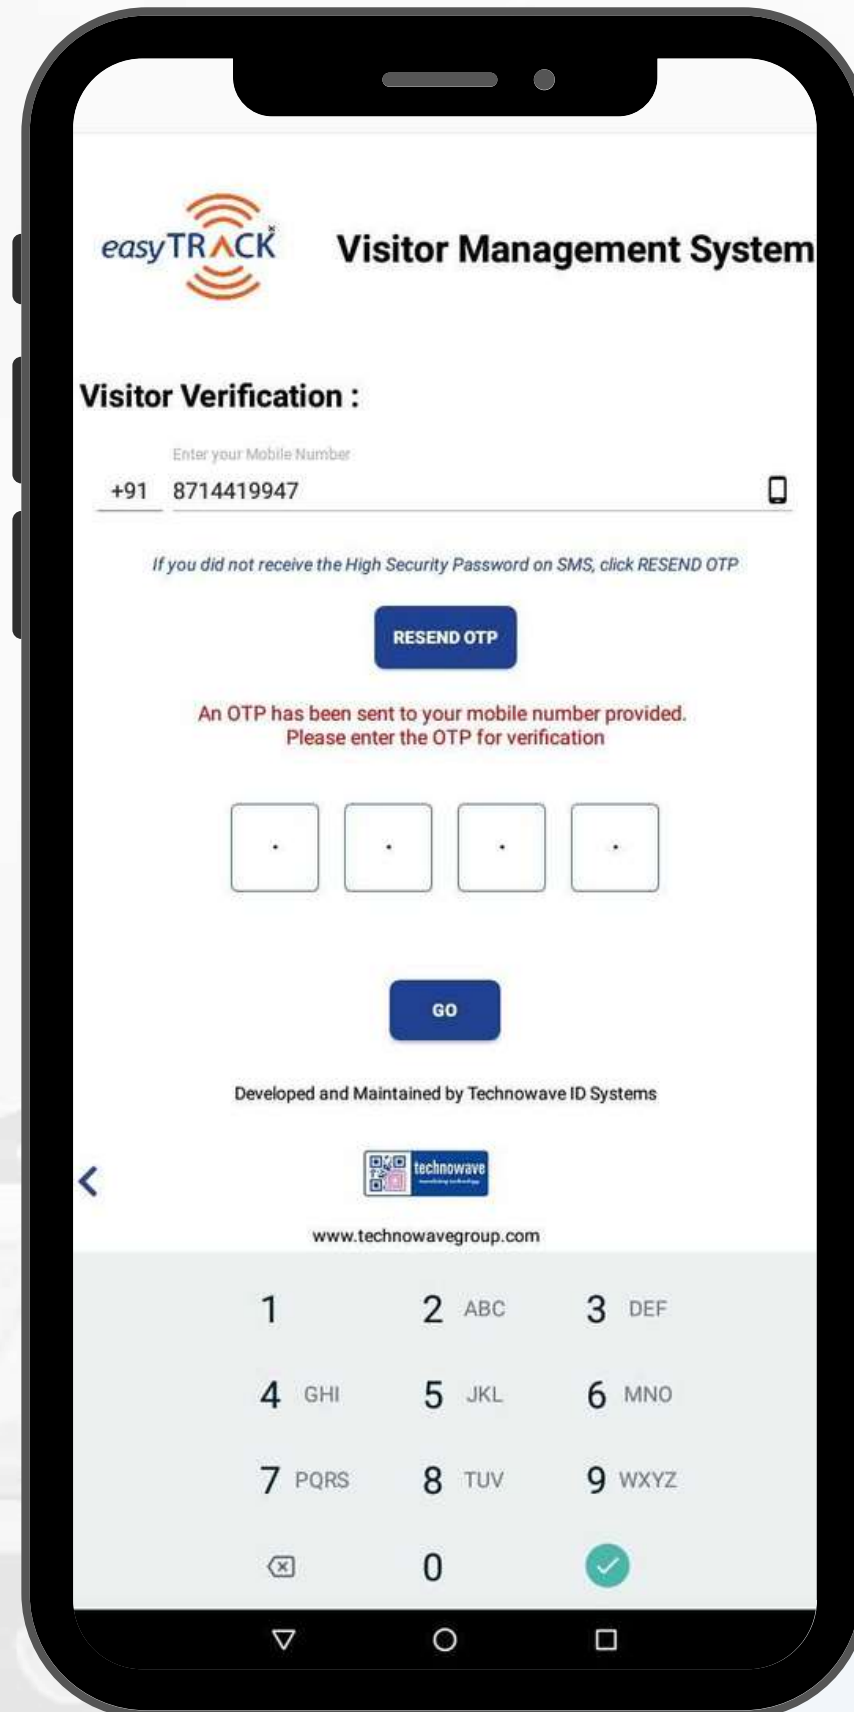 easyTRACK
Visitor Management System
Visitor Verification :
Enter your Mobile Number
+91 8714419947
If you did not receive the High Security Password on SMS, click RESEND OTP
RESEND OTP
An OTP has been sent to your mobile number provided.
Please enter the OTP for verification
GO
Developed and Maintained by Technowave ID Systems
technowave
www.technowavegroup.com
1 2 ABC 3 DEF
4 GHI 5 JKL 6 MNO
7 PQRS 8 TUV 9 WXYZ
0